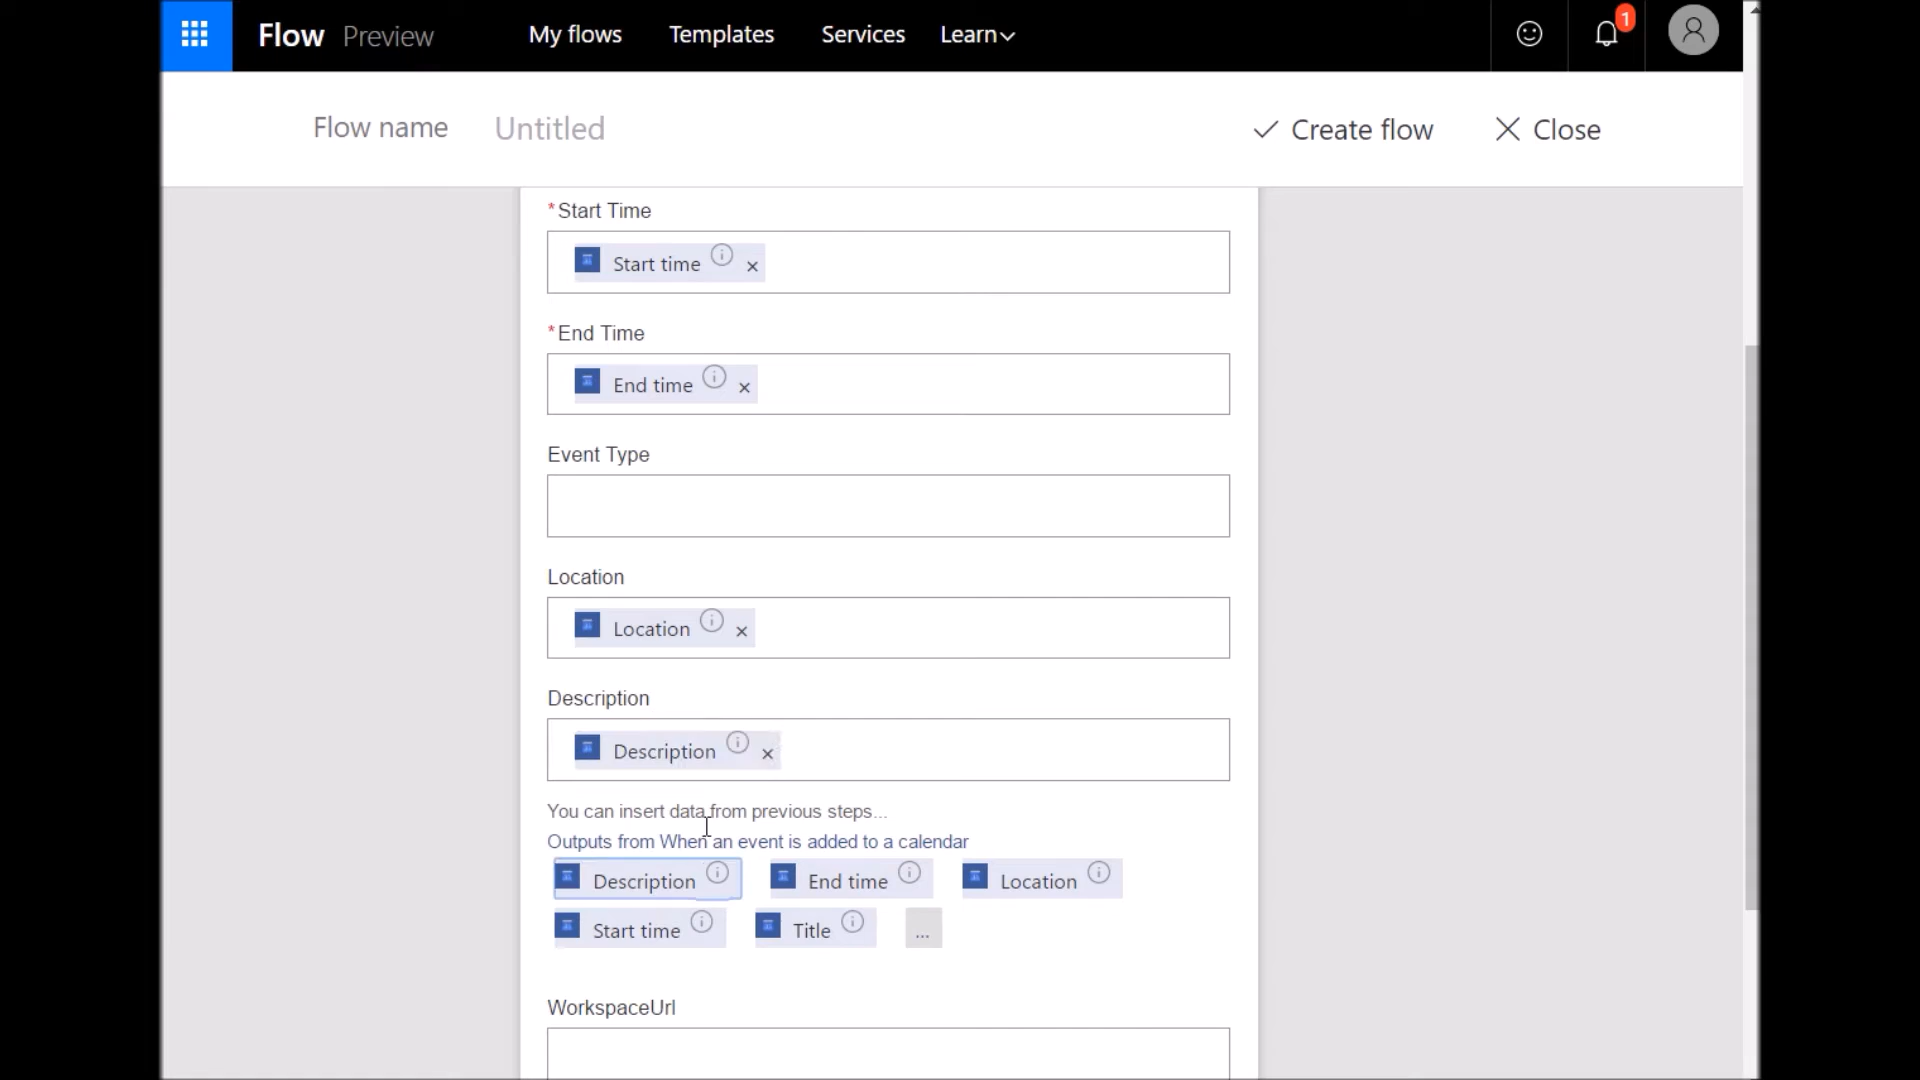 Flow Preview My flows Templates Services Learn 1
Flow name Untitled Create flow Close
*Start Time
Start time
*End Time
End time
Event Type
Location
Location
Description
Description
You can insert data from previous steps...
Outputs from When an event is added to a calendar
Description End time Location
Start time Title ...
WorkspaceUrl